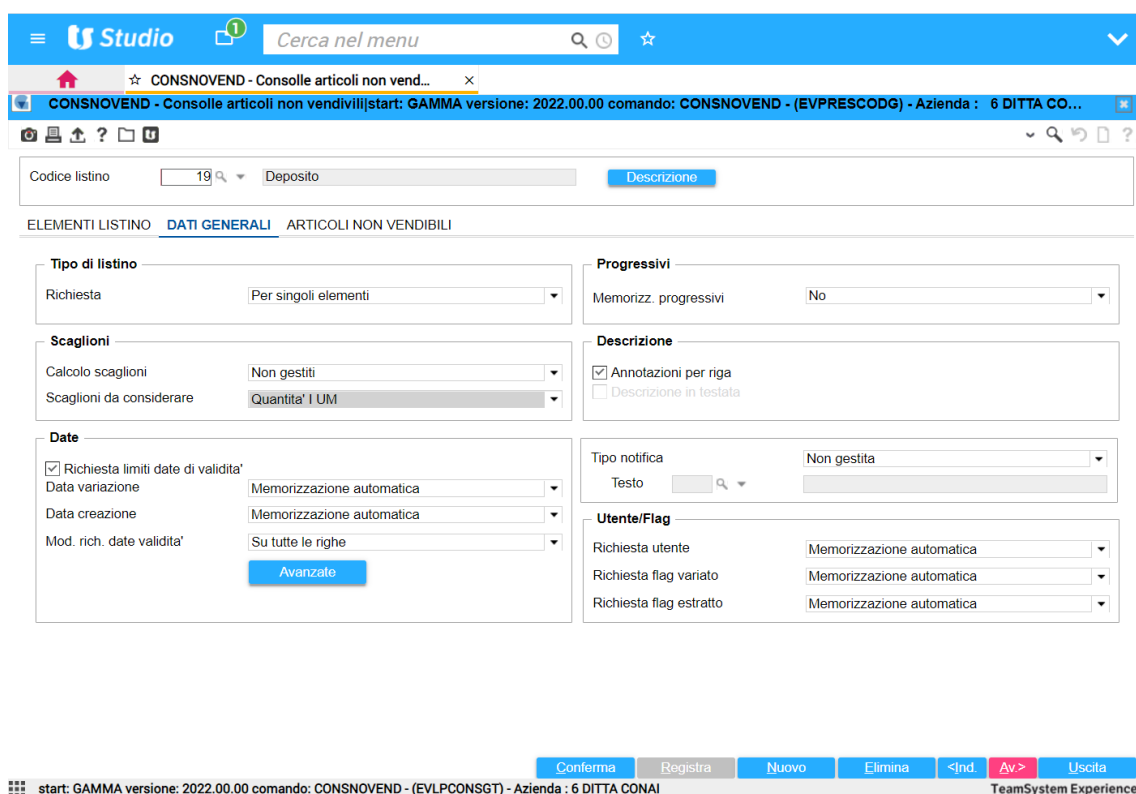 TS Studio 1 Cerca nel menu
CONSNOVEND - Consolle articoli non vend... ×
CONSNOVEND - Consolle articoli non vendivili|start: GAMMA versione: 2022.00.00 comando: CONSNOVEND - (EVPRESCODG) - Azienda : 6 DITTA CO...
Codice listino 19 Deposito Descrizione
ELEMENTI LISTINO DATI GENERALI ARTICOLI NON VENDIBILI
Tipo di listino
Richiesta Per singoli elementi
Progressivi
Memorizz. progressivi No
Scaglioni
Calcolo scaglioni Non gestiti
Scaglioni da considerare Quantita' I UM
Descrizione
Annotazioni per riga
Descrizione in testata
Date
Richiesta limiti date di validita'
Data variazione Memorizzazione automatica
Data creazione Memorizzazione automatica
Mod. rich. date validita' Su tutte le righe
Avanzate
Tipo notifica Non gestita
Testo
Utente/Flag
Richiesta utente Memorizzazione automatica
Richiesta flag variato Memorizzazione automatica
Richiesta flag estratto Memorizzazione automatica
Conferma Registra Nuovo Elimina <Ind. Av.> Uscita
start: GAMMA versione: 2022.00.00 comando: CONSNOVEND - (EVLPCONSGT) - Azienda : 6 DITTA CONAI TeamSystem Experience